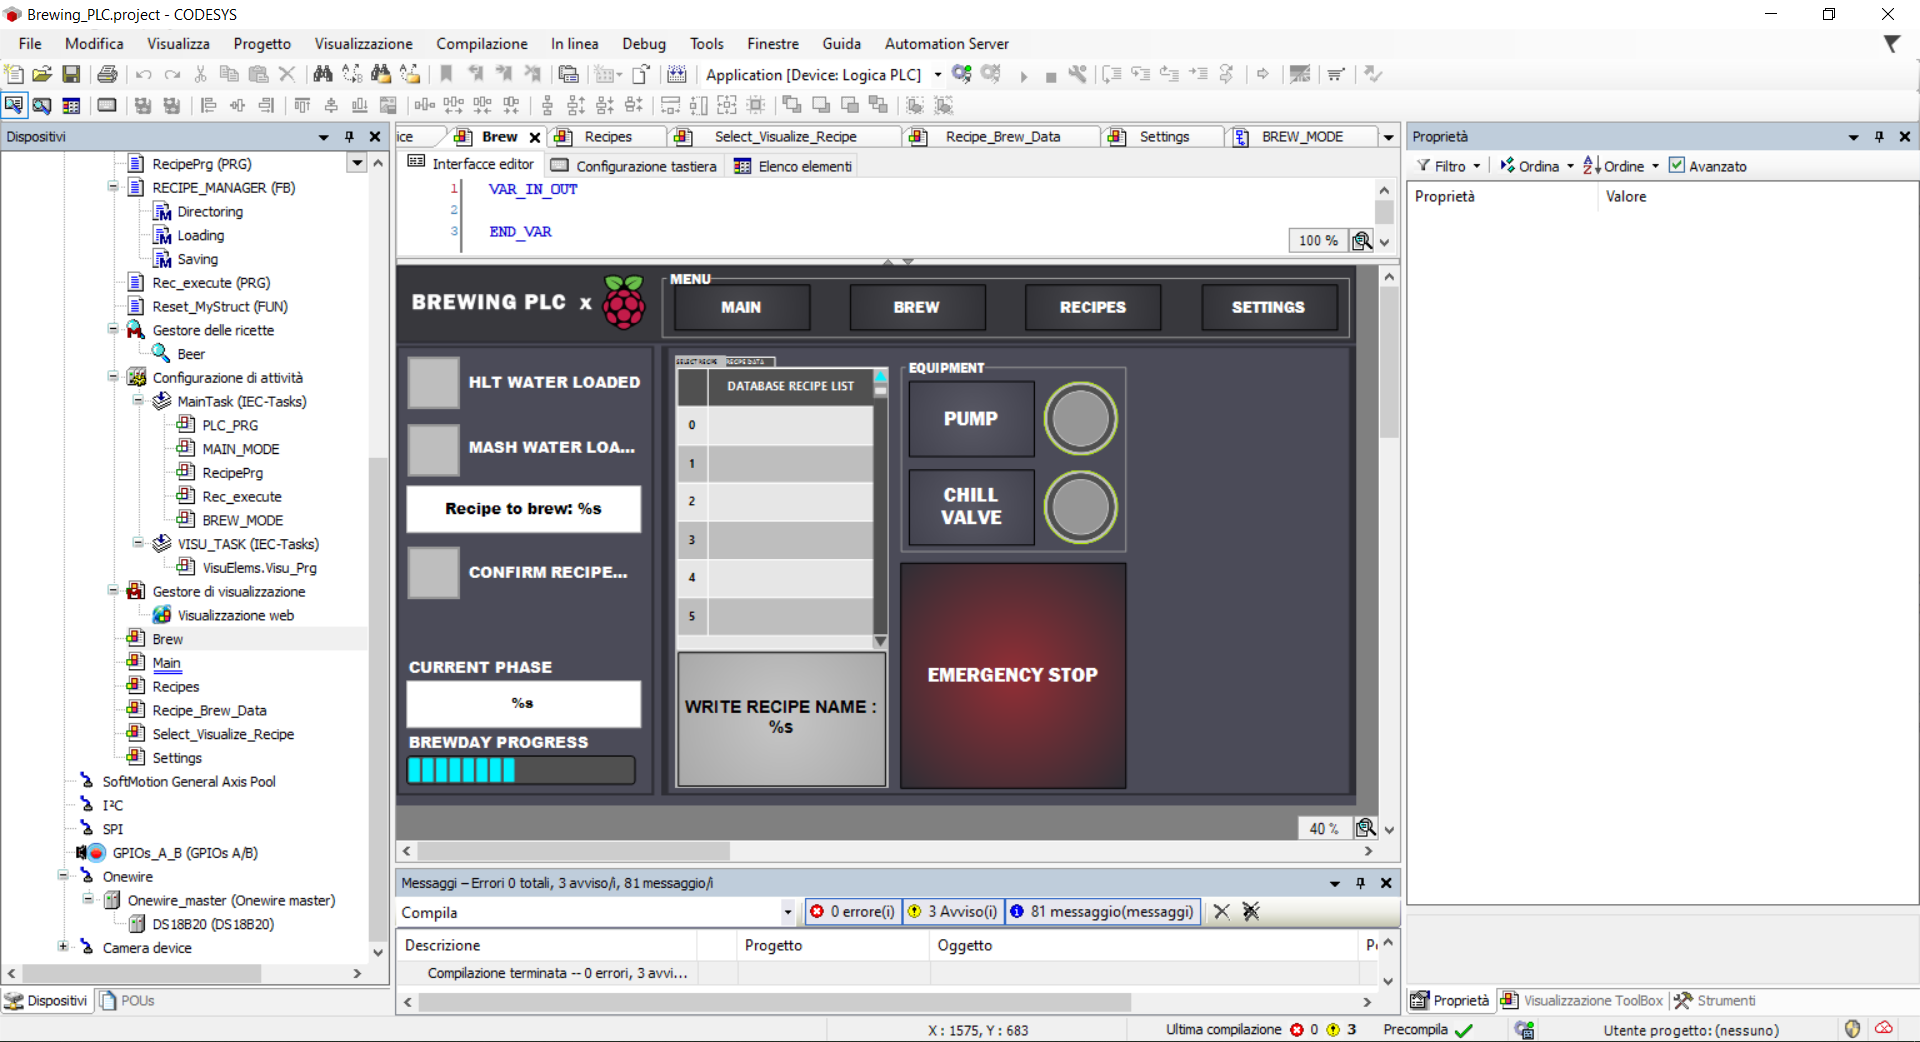 Brewing_PLC.project - CODESYS
File Modifica Visualizza Progetto Visualizzazione Compilazione In linea Debug Tools Finestre Guida Automation Server
Application [Device: Logica PLC]
Dispositivi
RecipePrg (PRG)
RECIPE_MANAGER (FB)
Directoring
Loading
Saving
Rec_execute (PRG)
Reset_MyStruct (FUN)
Gestore delle ricette
Beer
Configurazione di attività
MainTask (IEC-Tasks)
PLC_PRG
MAIN_MODE
RecipePrg
Rec_execute
BREW_MODE
VISU_TASK (IEC-Tasks)
VisuElems.Visu_Prg
Gestore di visualizzazione
Visualizzazione web
Brew
Main
Recipes
Recipe_Brew_Data
Select_Visualize_Recipe
Settings
SoftMotion General Axis Pool
I²C
SPI
GPIOs_A_B (GPIOs A/B)
Onewire
Onewire_master (Onewire master)
DS18B20 (DS18B20)
Camera device
Dispositivi POUs
ice Brew Recipes Select_Visualize_Recipe Recipe_Brew_Data Settings BREW_MODE
Interfacce editor Configurazione tastiera Elenco elementi
1 VAR_IN_OUT
2
3 END_VAR
100 %
BREWING PLC x
MENU
MAIN BREW RECIPES SETTINGS
HLT WATER LOADED
MASH WATER LOA...
Recipe to brew: %s
CONFIRM RECIPE...
CURRENT PHASE
%s
BREWDAY PROGRESS
SELECT RECIPE RECIPE DATA
DATABASE RECIPE LIST
0
1
2
3
4
5
WRITE RECIPE NAME :
%s
EQUIPMENT
PUMP
CHILL
VALVE
EMERGENCY STOP
40 %
Messaggi – Errori 0 totali, 3 avviso/i, 81 messaggio/i
Compila 0 errore(i) 3 Avviso(i) 81 messaggio(messaggi)
Descrizione Progetto Oggetto P
Compilazione terminata -- 0 errori, 3 avvi...
Proprietà
Filtro Ordina Ordine Avanzato
Proprietà Valore
Proprietà Visualizzazione ToolBox Strumenti
X : 1575, Y : 683 Ultima compilazione 0 3 Precompila Utente progetto: (nessuno)